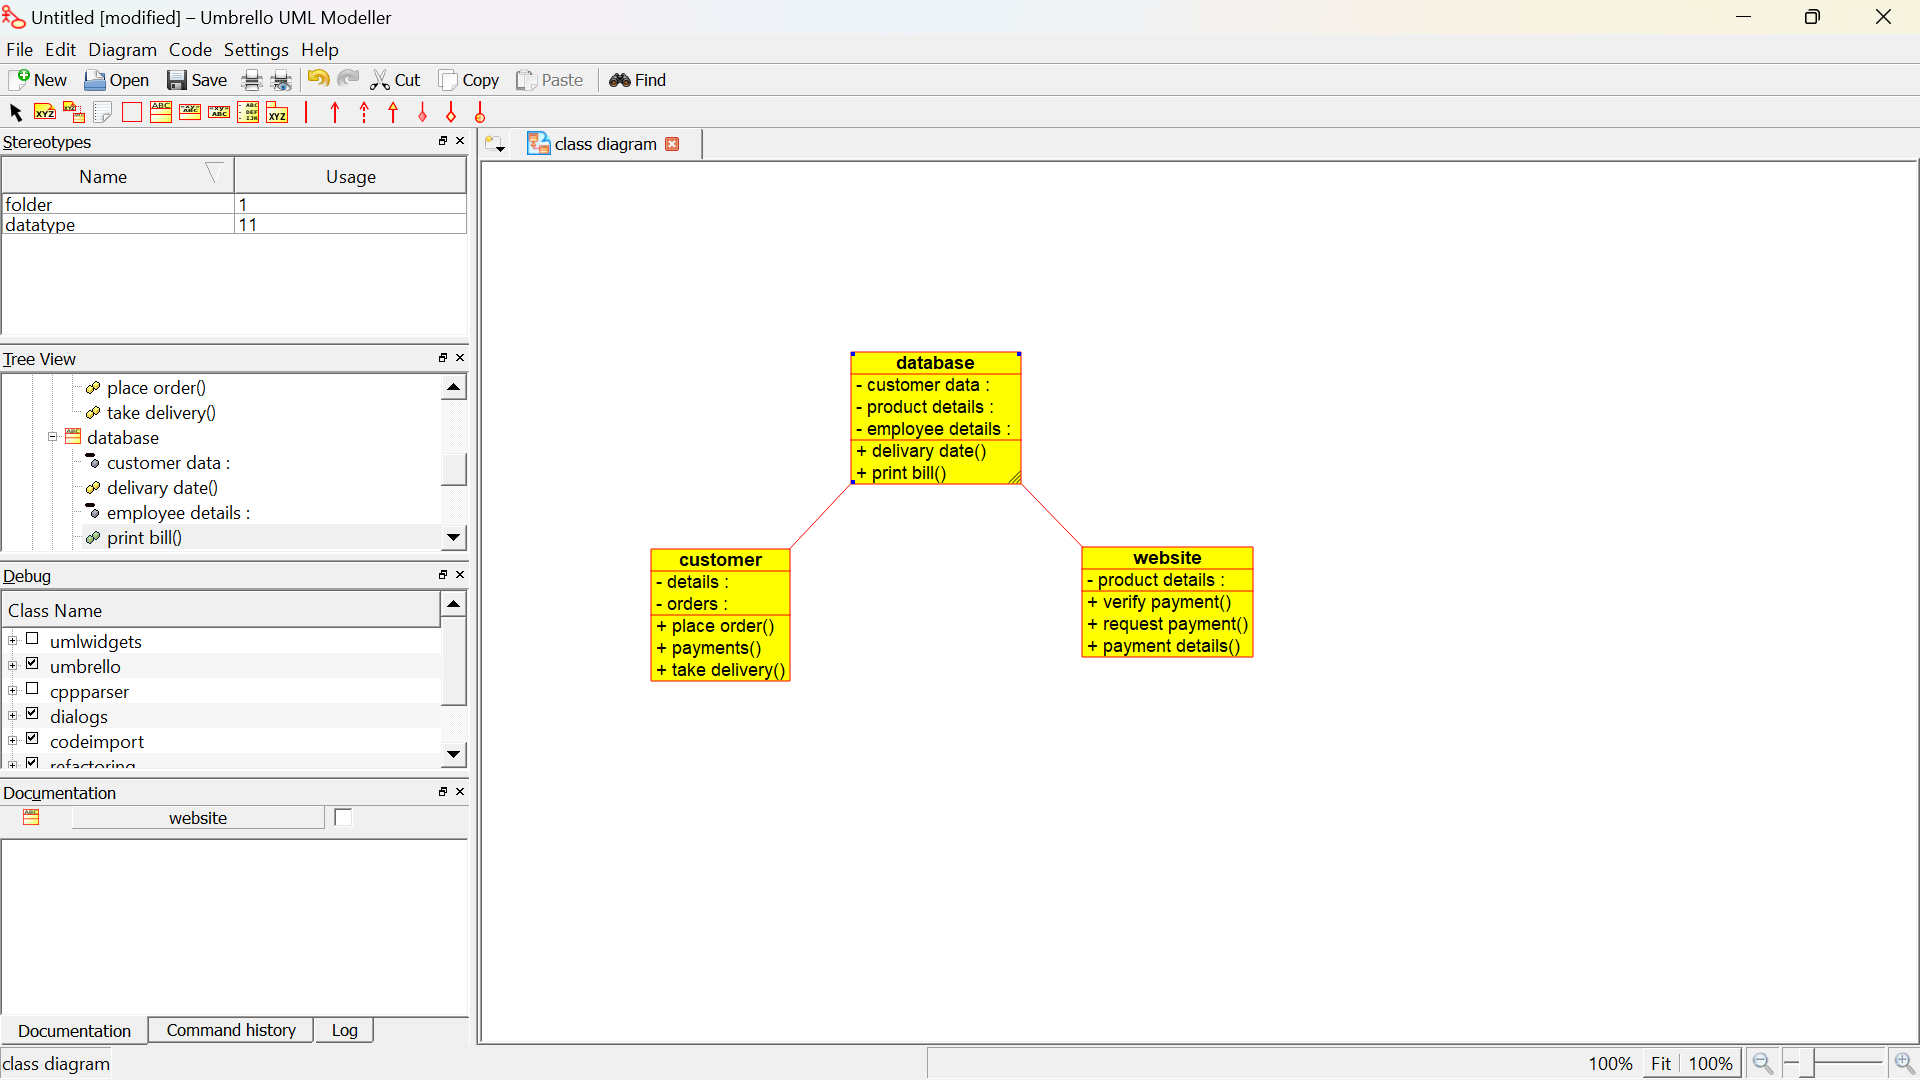 Untitled [modified] – Umbrello UML Modeller
File Edit Diagram Code Settings Help
New Open Save Cut Copy Paste Find
Stereotypes
class diagram
Name Usage
folder 1
datatype 11
Tree View
place order()
take delivery()
database
customer data :
delivary date()
employee details :
print bill()
Debug
Class Name
umlwidgets
umbrello
cppparser
dialogs
codeimport
refactoring
Documentation
website
Documentation Command history Log
database
- customer data :
- product details :
- employee details :
+ delivary date()
+ print bill()
customer
- details :
- orders :
+ place order()
+ payments()
+ take delivery()
website
- product details :
+ verify payment()
+ request payment()
+ payment details()
class diagram
100% Fit 100%